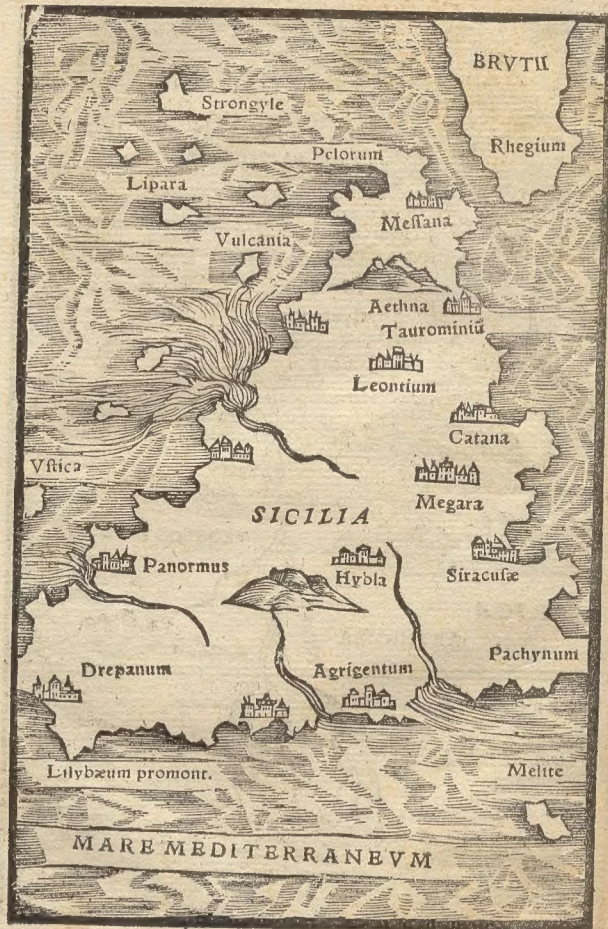 BRVTII
Strongyle
Rhegium
Pelorum
Lipara
Meſſana
Vulcania
Aethna
Taurominiū
Leontium
Catana
Vſtica
Megara
SICILIA
Panormus
Hybla
Siracuſæ
Pachynum
Drepanum
Agrigentum
Lilybæum promont.
Melite
MARE MEDITERRANEVM